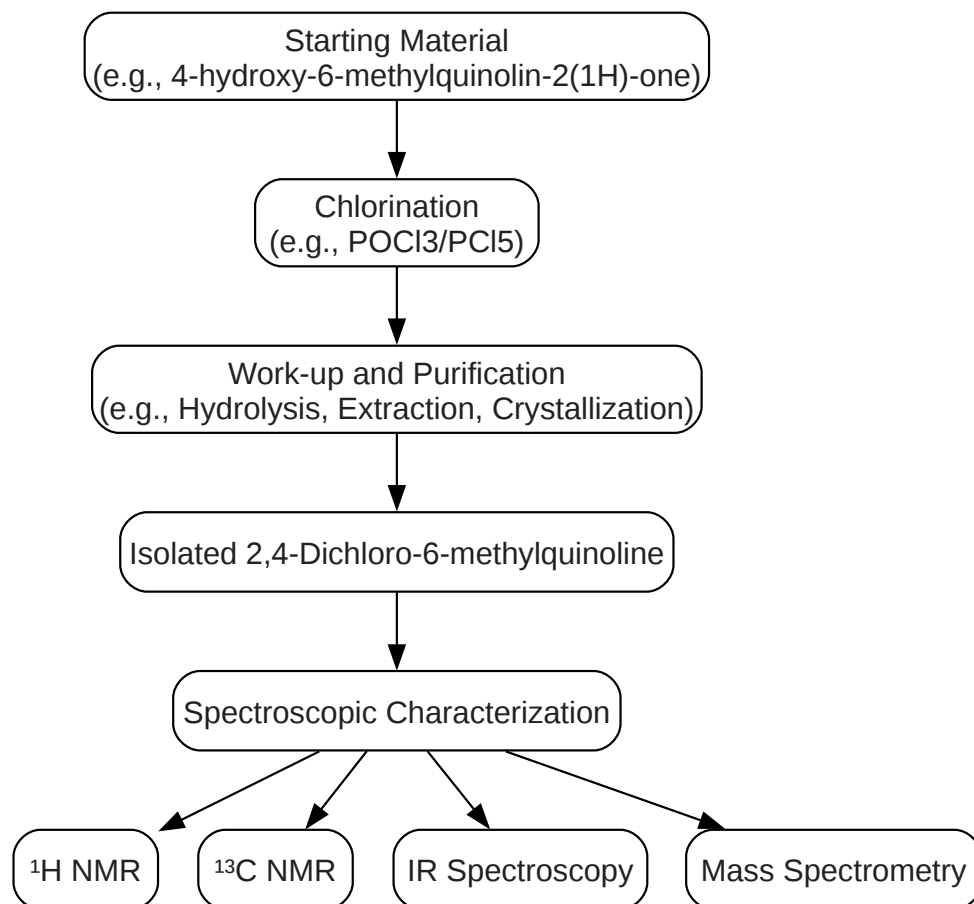 Starting Material
(e.g., 4-hydroxy-6-methylquinolin-2(1H)-one)
Chlorination
(e.g., POCl3/PCl5)
Work-up and Purification
(e.g., Hydrolysis, Extraction, Crystallization)
Isolated 2,4-Dichloro-6-methylquinoline
Spectroscopic Characterization
¹H NMR
¹³C NMR
IR Spectroscopy
Mass Spectrometry